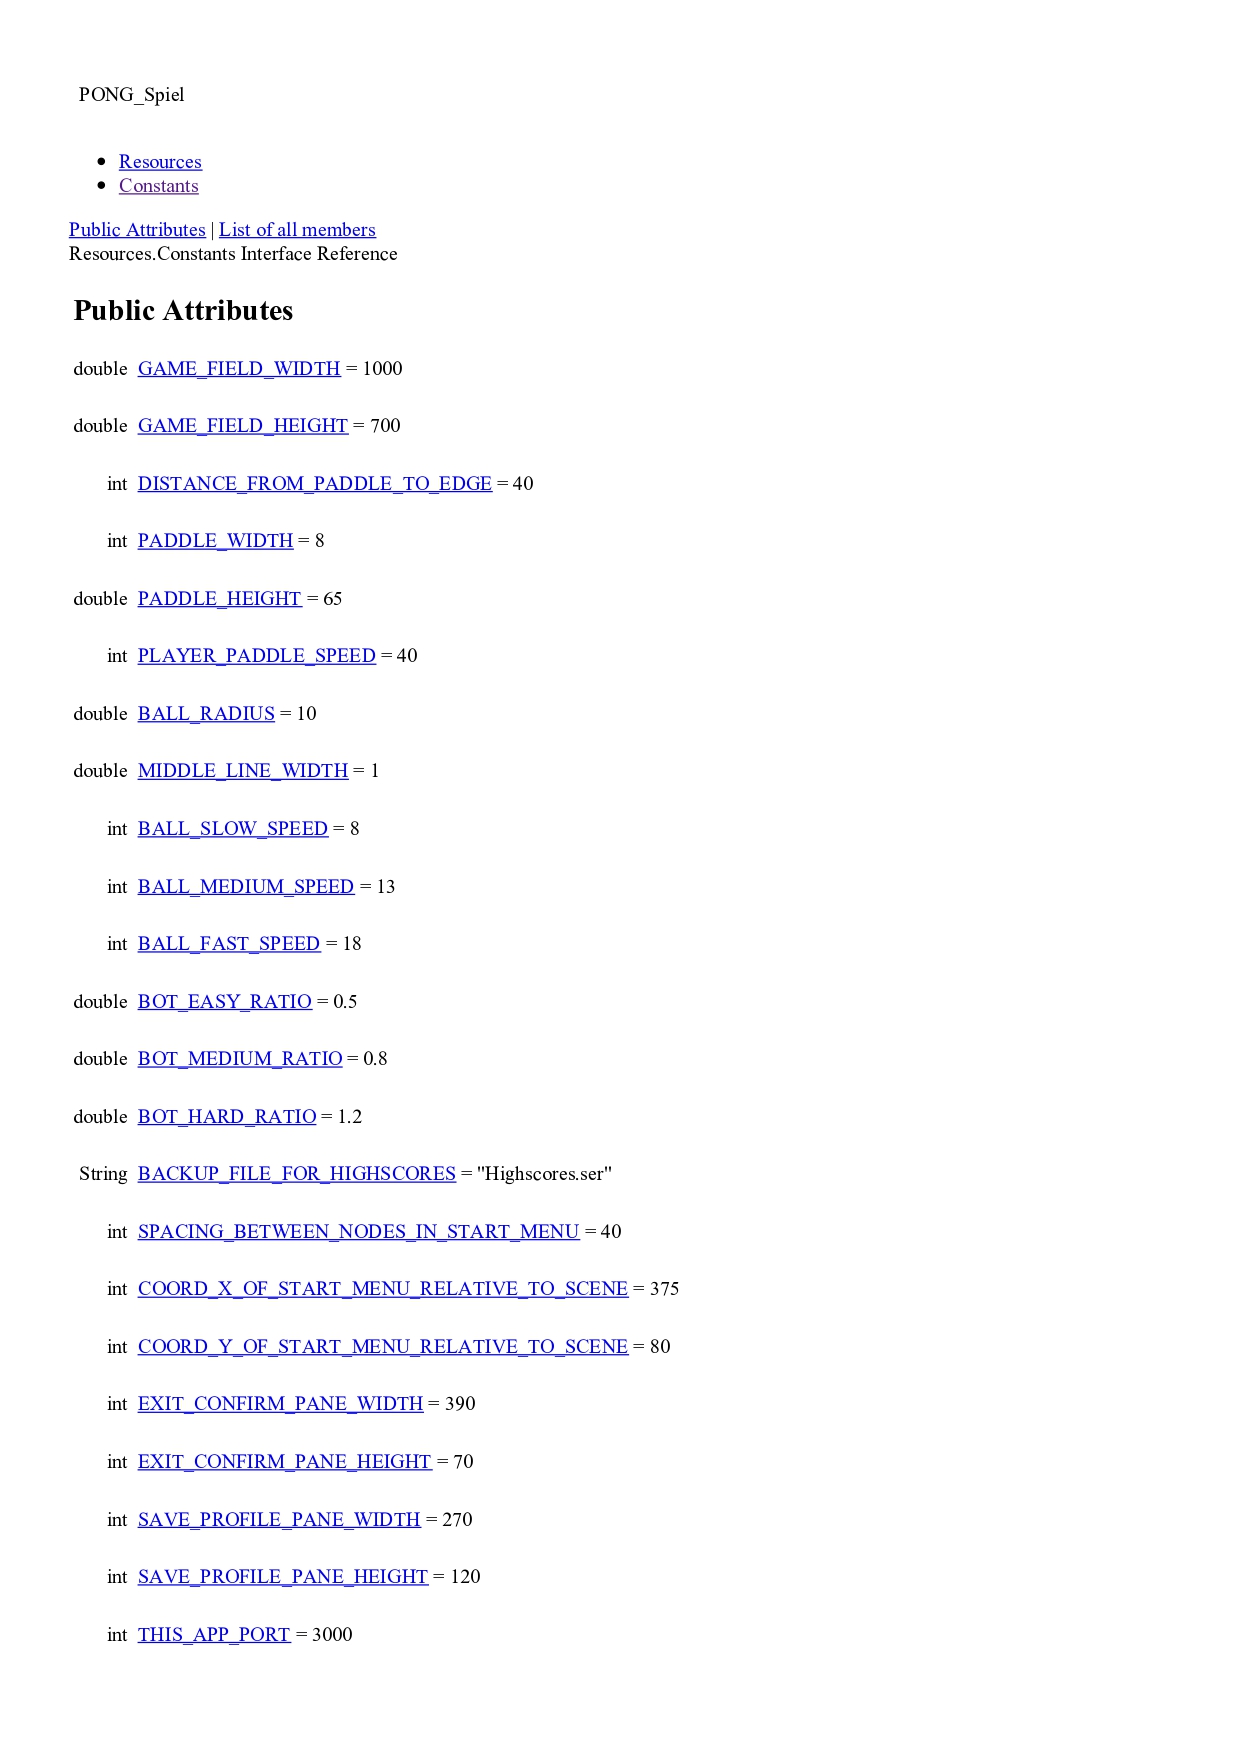 PONG_Spiel
Resources
Constants
Public Attributes | List of all members
Resources.Constants Interface Reference
Public Attributes
double GAME_FIELD_WIDTH = 1000
double GAME_FIELD_HEIGHT = 700
int DISTANCE_FROM_PADDLE_TO_EDGE = 40
int PADDLE_WIDTH = 8
double PADDLE_HEIGHT = 65
int PLAYER_PADDLE_SPEED = 40
double BALL_RADIUS = 10
double MIDDLE_LINE_WIDTH = 1
int BALL_SLOW_SPEED = 8
int BALL_MEDIUM_SPEED = 13
int BALL_FAST_SPEED = 18
double BOT_EASY_RATIO = 0.5
double BOT_MEDIUM_RATIO = 0.8
double BOT_HARD_RATIO = 1.2
String BACKUP_FILE_FOR_HIGHSCORES = "Highscores.ser"
int SPACING_BETWEEN_NODES_IN_START_MENU = 40
int COORD_X_OF_START_MENU_RELATIVE_TO_SCENE = 375
int COORD_Y_OF_START_MENU_RELATIVE_TO_SCENE = 80
int EXIT_CONFIRM_PANE_WIDTH = 390
int EXIT_CONFIRM_PANE_HEIGHT = 70
int SAVE_PROFILE_PANE_WIDTH = 270
int SAVE_PROFILE_PANE_HEIGHT = 120
int THIS_APP_PORT = 3000